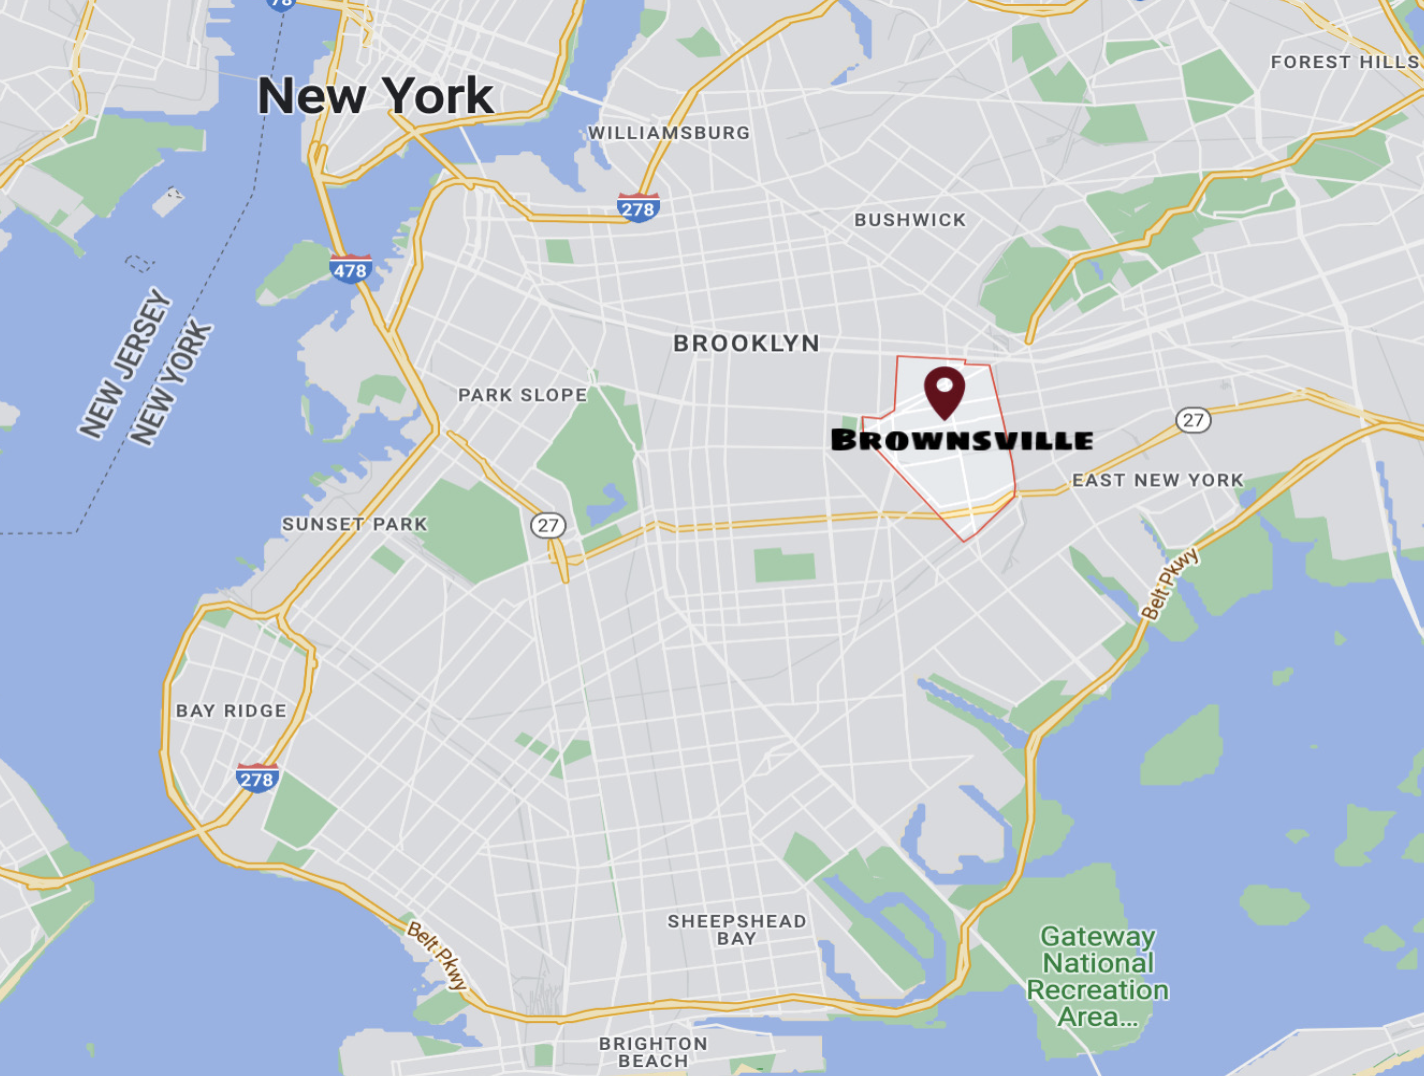 78
FOREST HILLS
New York
WILLIAMSBURG
278
BUSHWICK
478
NEW JERSEY
NEW YORK
BROOKLYN
PARK SLOPE
27
BROWNSVILLE
EAST NEW YORK
SUNSET PARK
27
Belt Pkwy
BAY RIDGE
278
SHEEPSHEAD
BAY
Belt Pkwy
Gateway
National
Recreation
Area...
BRIGHTON
BEACH